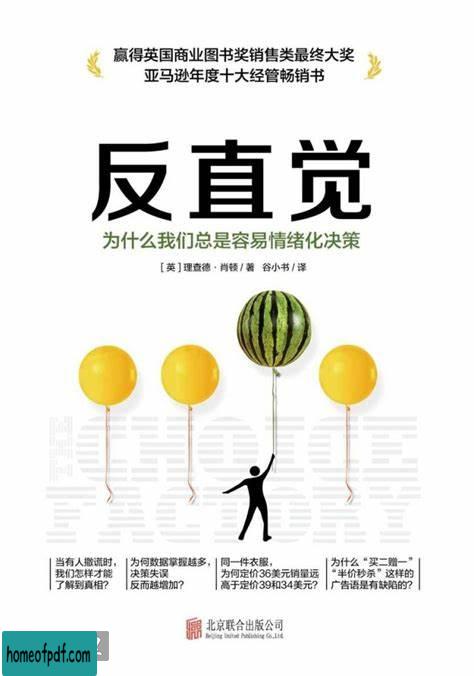 赢得英国商业图书奖销售类最终大奖
亚马逊年度十大经管畅销书
反直觉
为什么我们总是容易情绪化决策
[英]理查德·肖顿/著 谷小书/译
THE
CHOICE
FACTORY
当有人撒谎时，
我们怎样才能
了解到真相?
为何数据掌握越多，
决策失误
反而越增加?
同一件衣服，
为何定价36美元销量远
高于定价39和34美元?
为什么“买二赠一”
“半价秒杀”这样的
广告语是有缺陷的?
北京联合出版公司
Beijing United Publishing Co.,Ltd.
homeofpdf.com